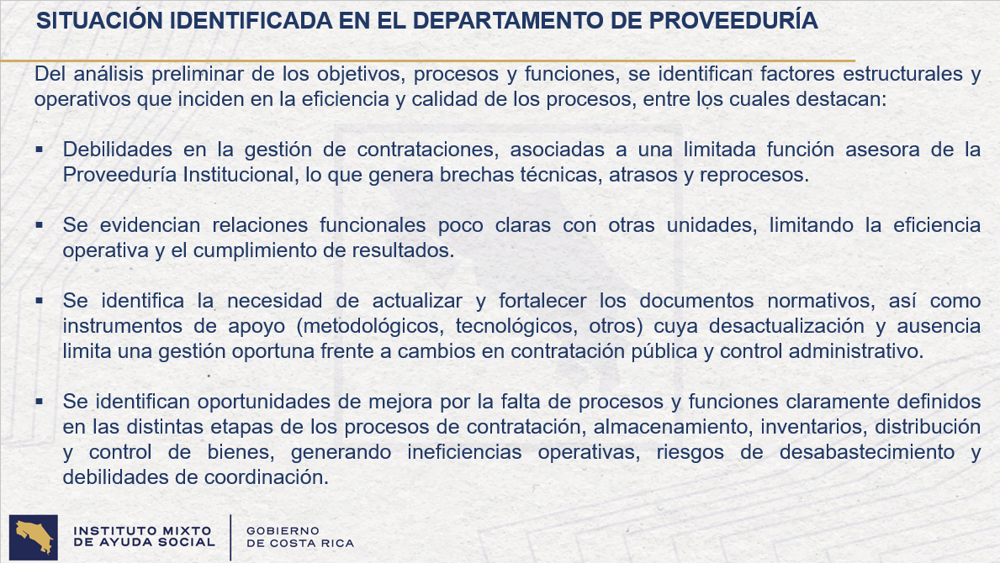 SITUACIÓN IDENTIFICADA EN EL DEPARTAMENTO DE PROVEEDURÍA
Del análisis preliminar de los objetivos, procesos y funciones, se identifican factores estructurales y
operativos que inciden en la eficiencia y calidad de los procesos, entre los cuales destacan:
▪ Debilidades en la gestión de contrataciones, asociadas a una limitada función asesora de la
Proveeduría Institucional, lo que genera brechas técnicas, atrasos y reprocesos.
▪ Se evidencian relaciones funcionales poco claras con otras unidades, limitando la eficiencia
operativa y el cumplimiento de resultados.
▪ Se identifica la necesidad de actualizar y fortalecer los documentos normativos, así como
instrumentos de apoyo (metodológicos, tecnológicos, otros) cuya desactualización y ausencia
limita una gestión oportuna frente a cambios en contratación pública y control administrativo.
▪ Se identifican oportunidades de mejora por la falta de procesos y funciones claramente definidos
en las distintas etapas de los procesos de contratación, almacenamiento, inventarios, distribución
y control de bienes, generando ineficiencias operativas, riesgos de desabastecimiento y
debilidades de coordinación.
INSTITUTO MIXTO
DE AYUDA SOCIAL
GOBIERNO
DE COSTA RICA